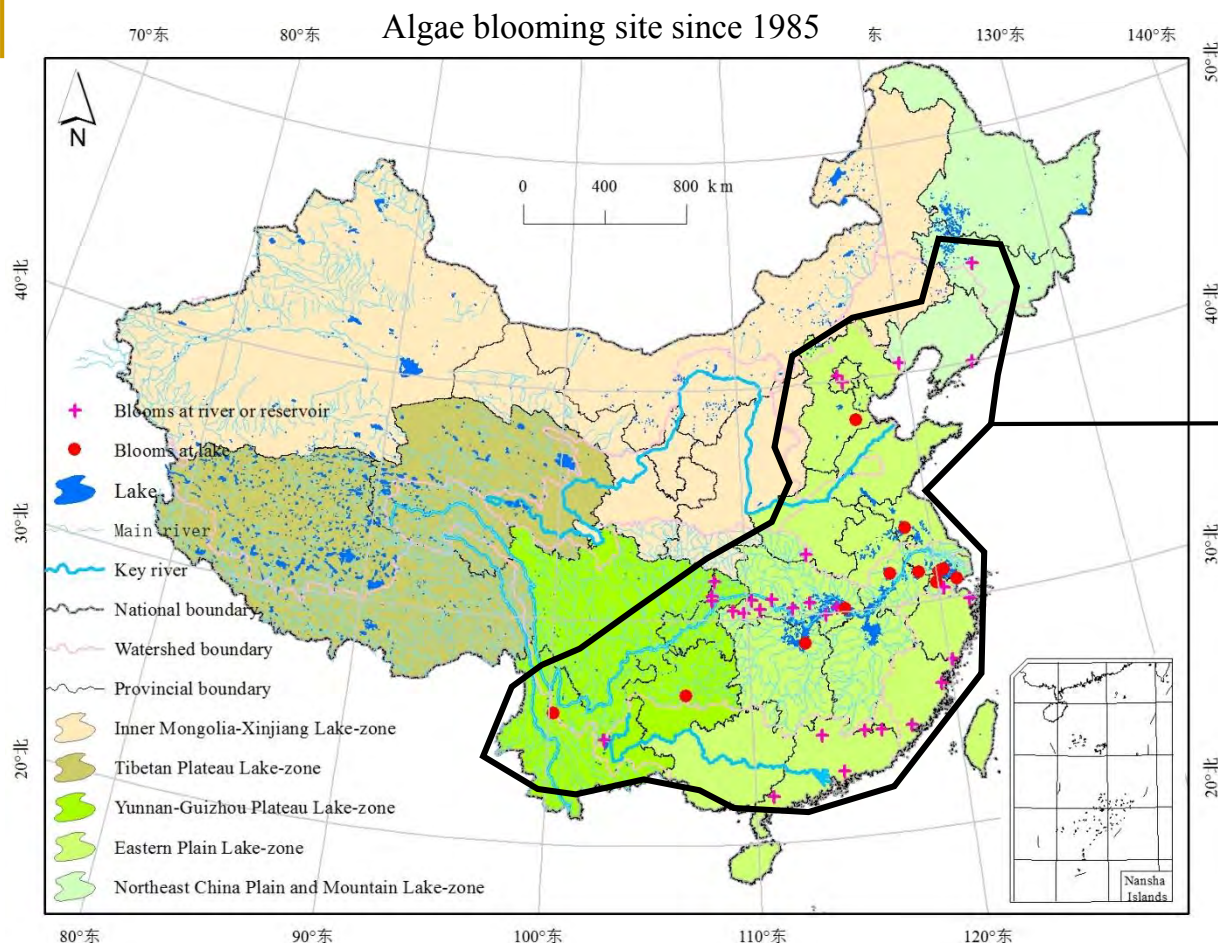 Algae blooming site since 1985
70°东
80°东
东
130°东
140°东
50°北
N
0 400 800 km
40°北
40°北
Blooms at river or reservoir
Blooms at lake
Lake
Main river
30°北
30°北
Key river
National boundary
Watershed boundary
Provincial boundary
Inner Mongolia-Xinjiang Lake-zone
20°北
Tibetan Plateau Lake-zone
20°北
Yunnan-Guizhou Plateau Lake-zone
Eastern Plain Lake-zone
Northeast China Plain and Mountain Lake-zone
Nansha
Islands
80°东
90°东
100°东
110°东
120°东